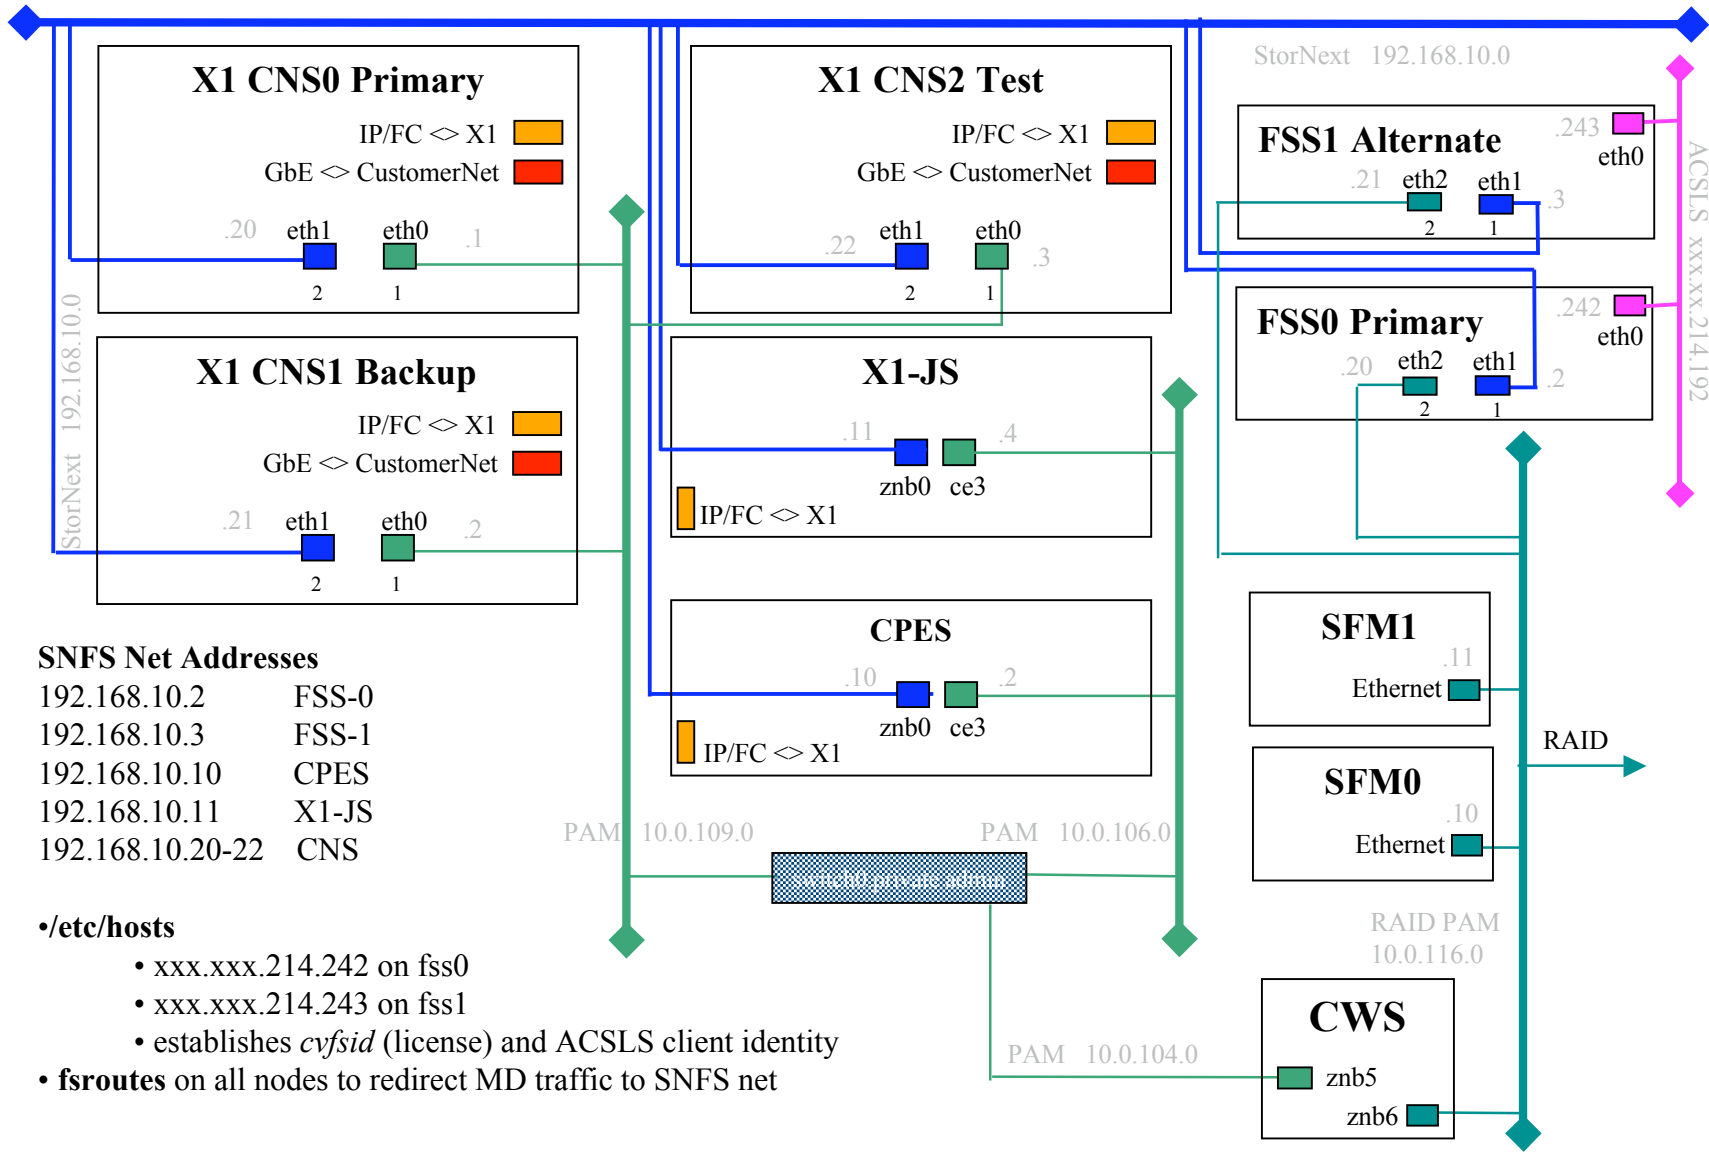 StorNext 192.168.10.0
X1 CNS0 Primary
IP/FC <> X1
GbE <> CustomerNet
.20
eth1
eth0
.1
2
1
X1 CNS2 Test
IP/FC <> X1
GbE <> CustomerNet
.22
eth1
eth0
.3
2
1
FSS1 Alternate
.243
eth0
.21
eth2
eth1
.3
2
1
ACSLS xxx.xx.214.192
FSS0 Primary
.242
eth0
.20
eth2
eth1
.2
2
1
StorNext 192.168.10.0
X1 CNS1 Backup
IP/FC <> X1
GbE <> CustomerNet
.21
eth1
eth0
.2
2
1
X1-JS
.11
.4
znb0
ce3
IP/FC <> X1
CPES
.10
.2
znb0
ce3
IP/FC <> X1
SFM1
.11
Ethernet
RAID
SFM0
.10
Ethernet
SNFS Net Addresses
192.168.10.2 FSS-0
192.168.10.3 FSS-1
192.168.10.10 CPES
192.168.10.11 X1-JS
192.168.10.20-22 CNS
PAM 10.0.109.0
PAM 10.0.106.0
switch0 private admin
RAID PAM
10.0.116.0
•/etc/hosts
• xxx.xxx.214.242 on fss0
• xxx.xxx.214.243 on fss1
• establishes cvfsid (license) and ACSLS client identity
• fsroutes on all nodes to redirect MD traffic to SNFS net
PAM 10.0.104.0
CWS
znb5
znb6